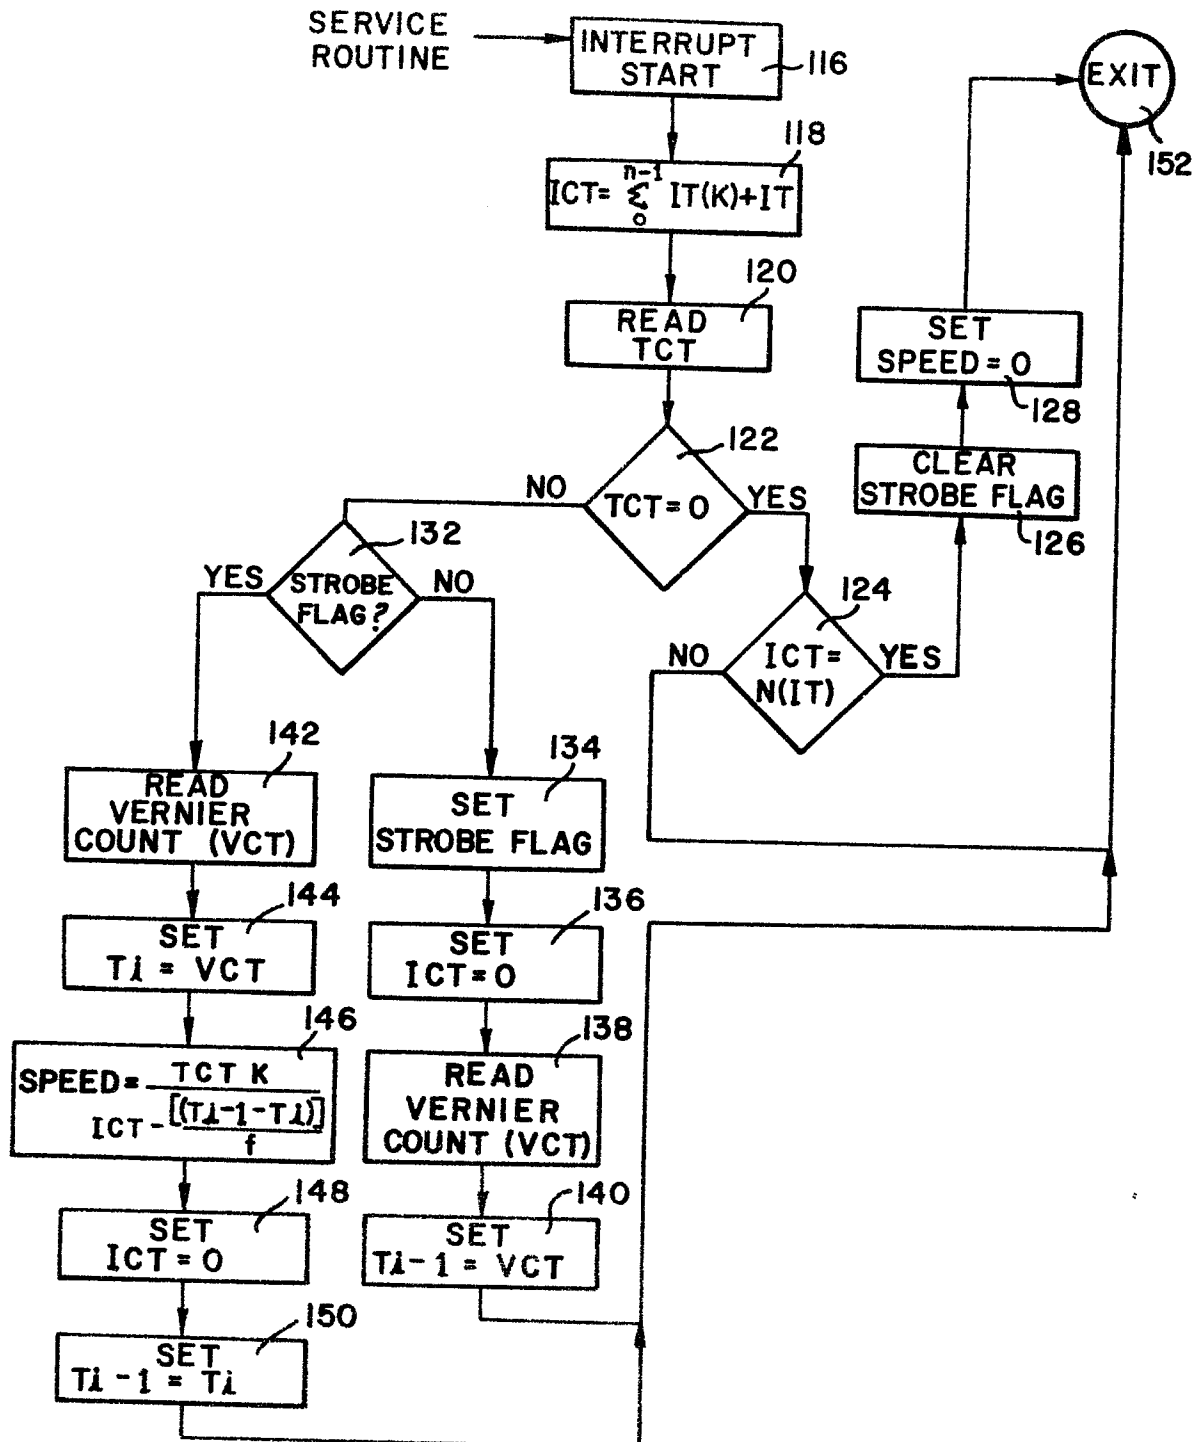 SERVICE
ROUTINE
INTERRUPT
START
116
118
ICT= n-1 Σ 0 IT(K)+IT
120
READ
TCT
122
TCT=0
NO
YES
132
STROBE
FLAG?
YES
NO
124
ICT=
N(IT)
NO
YES
EXIT
152
SET
SPEED=0
128
CLEAR
STROBE FLAG
126
142
READ
VERNIER
COUNT (VCT)
144
SET
Ti = VCT
146
SPEED= TCT K
ICT- [(Ti-1-Ti)]
f
148
SET
ICT=0
150
SET
Ti-1 = Ti
134
SET
STROBE FLAG
136
SET
ICT=0
138
READ
VERNIER
COUNT (VCT)
140
SET
Ti-1 = VCT